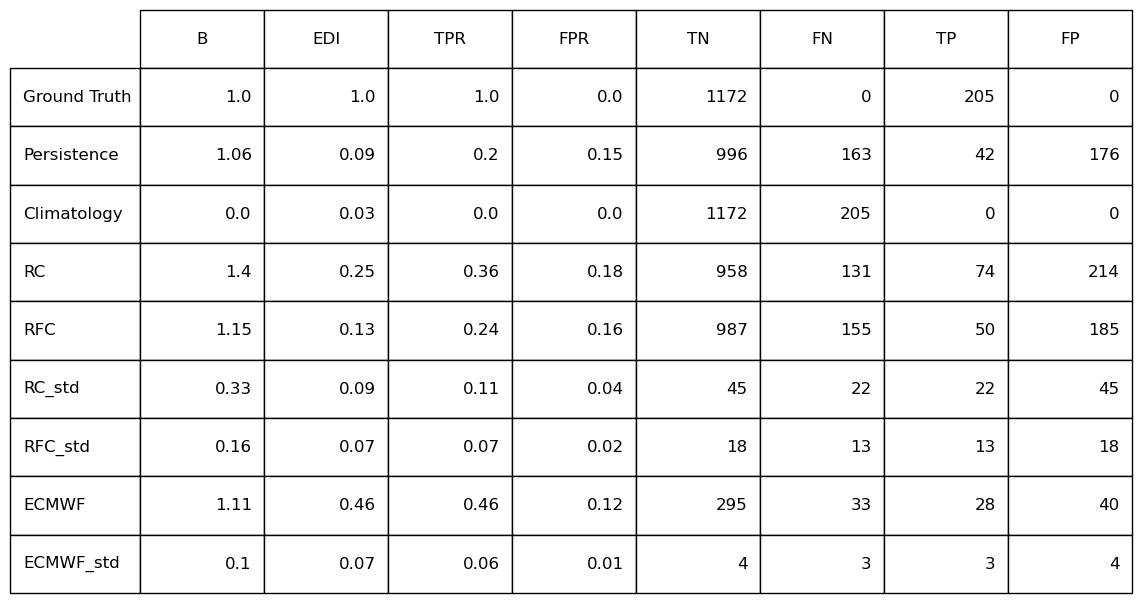 B EDI TPR FPR TN FN TP FP
Ground Truth 1.0 1.0 1.0 0.0 1172 0 205 0
Persistence 1.06 0.09 0.2 0.15 996 163 42 176
Climatology 0.0 0.03 0.0 0.0 1172 205 0 0
RC 1.4 0.25 0.36 0.18 958 131 74 214
RFC 1.15 0.13 0.24 0.16 987 155 50 185
RC_std 0.33 0.09 0.11 0.04 45 22 22 45
RFC_std 0.16 0.07 0.07 0.02 18 13 13 18
ECMWF 1.11 0.46 0.46 0.12 295 33 28 40
ECMWF_std 0.1 0.07 0.06 0.01 4 3 3 4